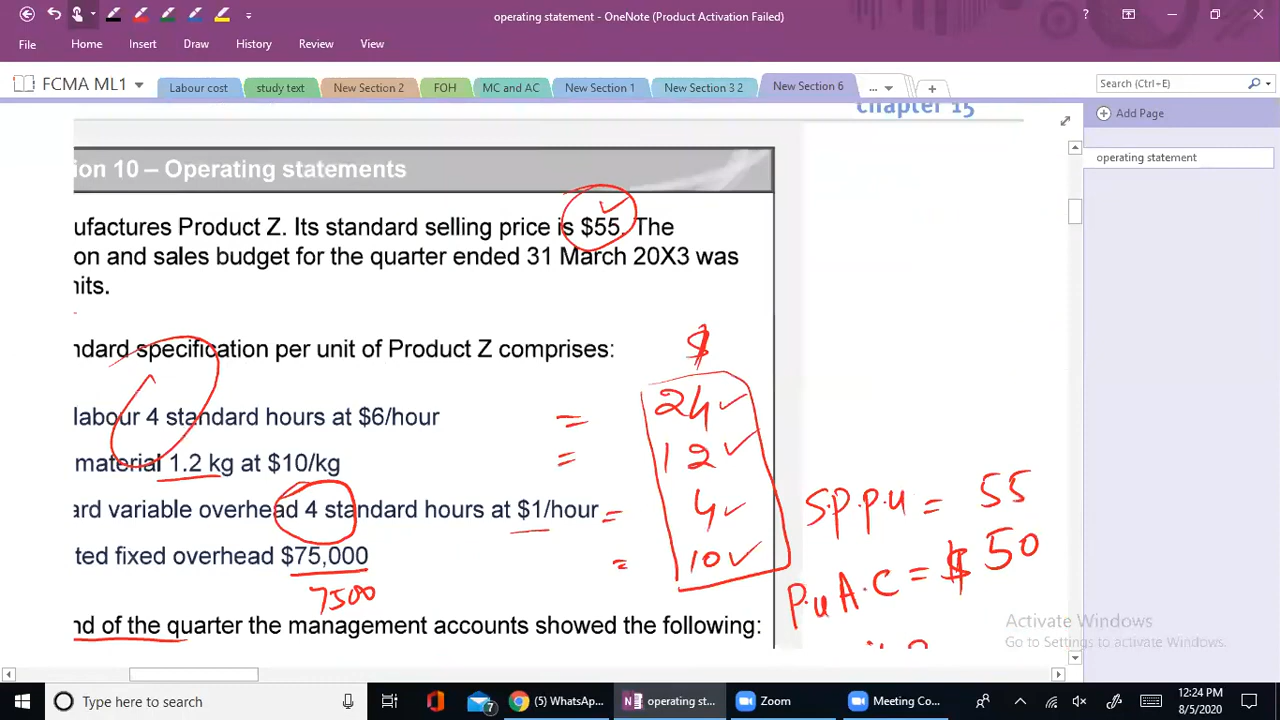 operating statement - OneNote (Product Activation Failed)
?
File Home Insert Draw History Review View
FCMA ML1
Labour cost study text New Section 2 FOH MC and AC New Section 1 New Section 3 2 New Section 6 ...
Search (Ctrl+E)
Add Page
operating statement
Chapter 15
ion 10 – Operating statements
ufactures Product Z. Its standard selling price is $55. The
on and sales budget for the quarter ended 31 March 20X3 was
nits.
ndard specification per unit of Product Z comprises:
$
labour 4 standard hours at $6/hour = 24
material 1.2 kg at $10/kg = 12
ard variable overhead 4 standard hours at $1/hour = 4
ted fixed overhead $75,000 = 10
7500
S.P.P.U = 55
P.U A.C = $50
nd of the quarter the management accounts showed the following:
Activate Windows
Go to Settings to activate Windows.
Type here to search
7
(5) WhatsApp...
operating st...
Zoom
Meeting Co...
12:24 PM
8/5/2020